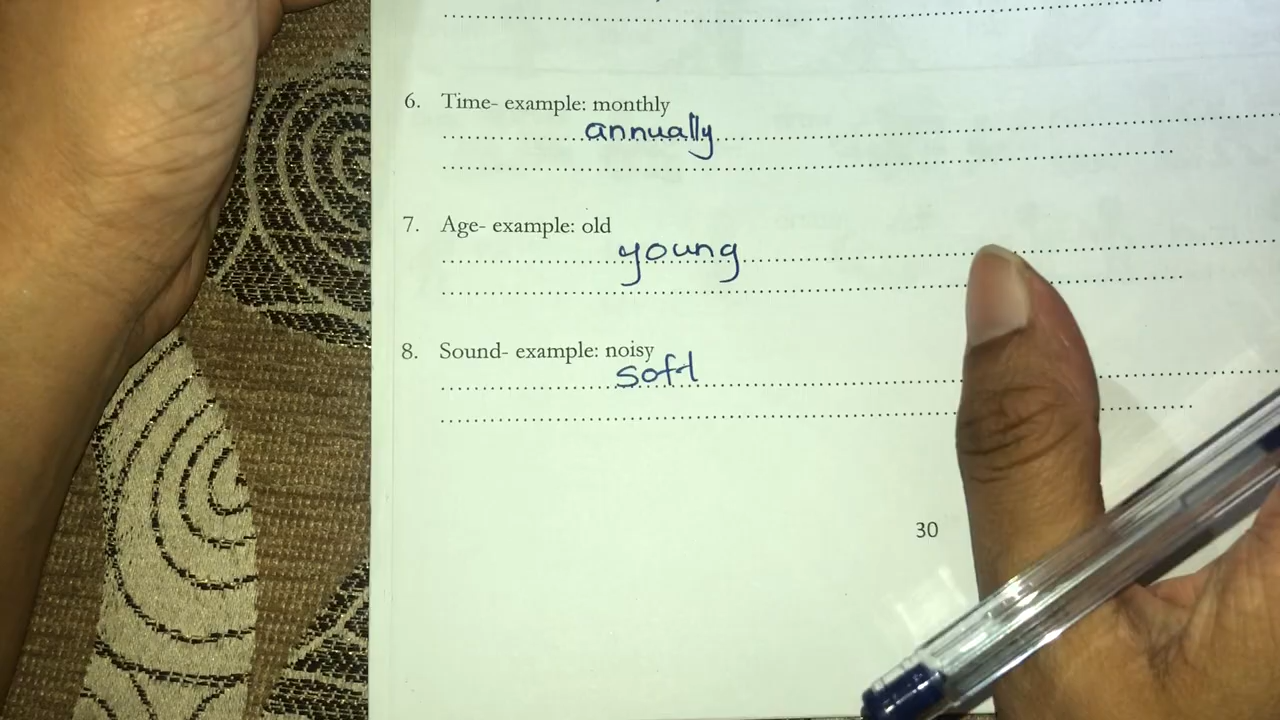 6. Time- example: monthly
annually
7. Age- example: old
young
8. Sound- example: noisy
soft
30